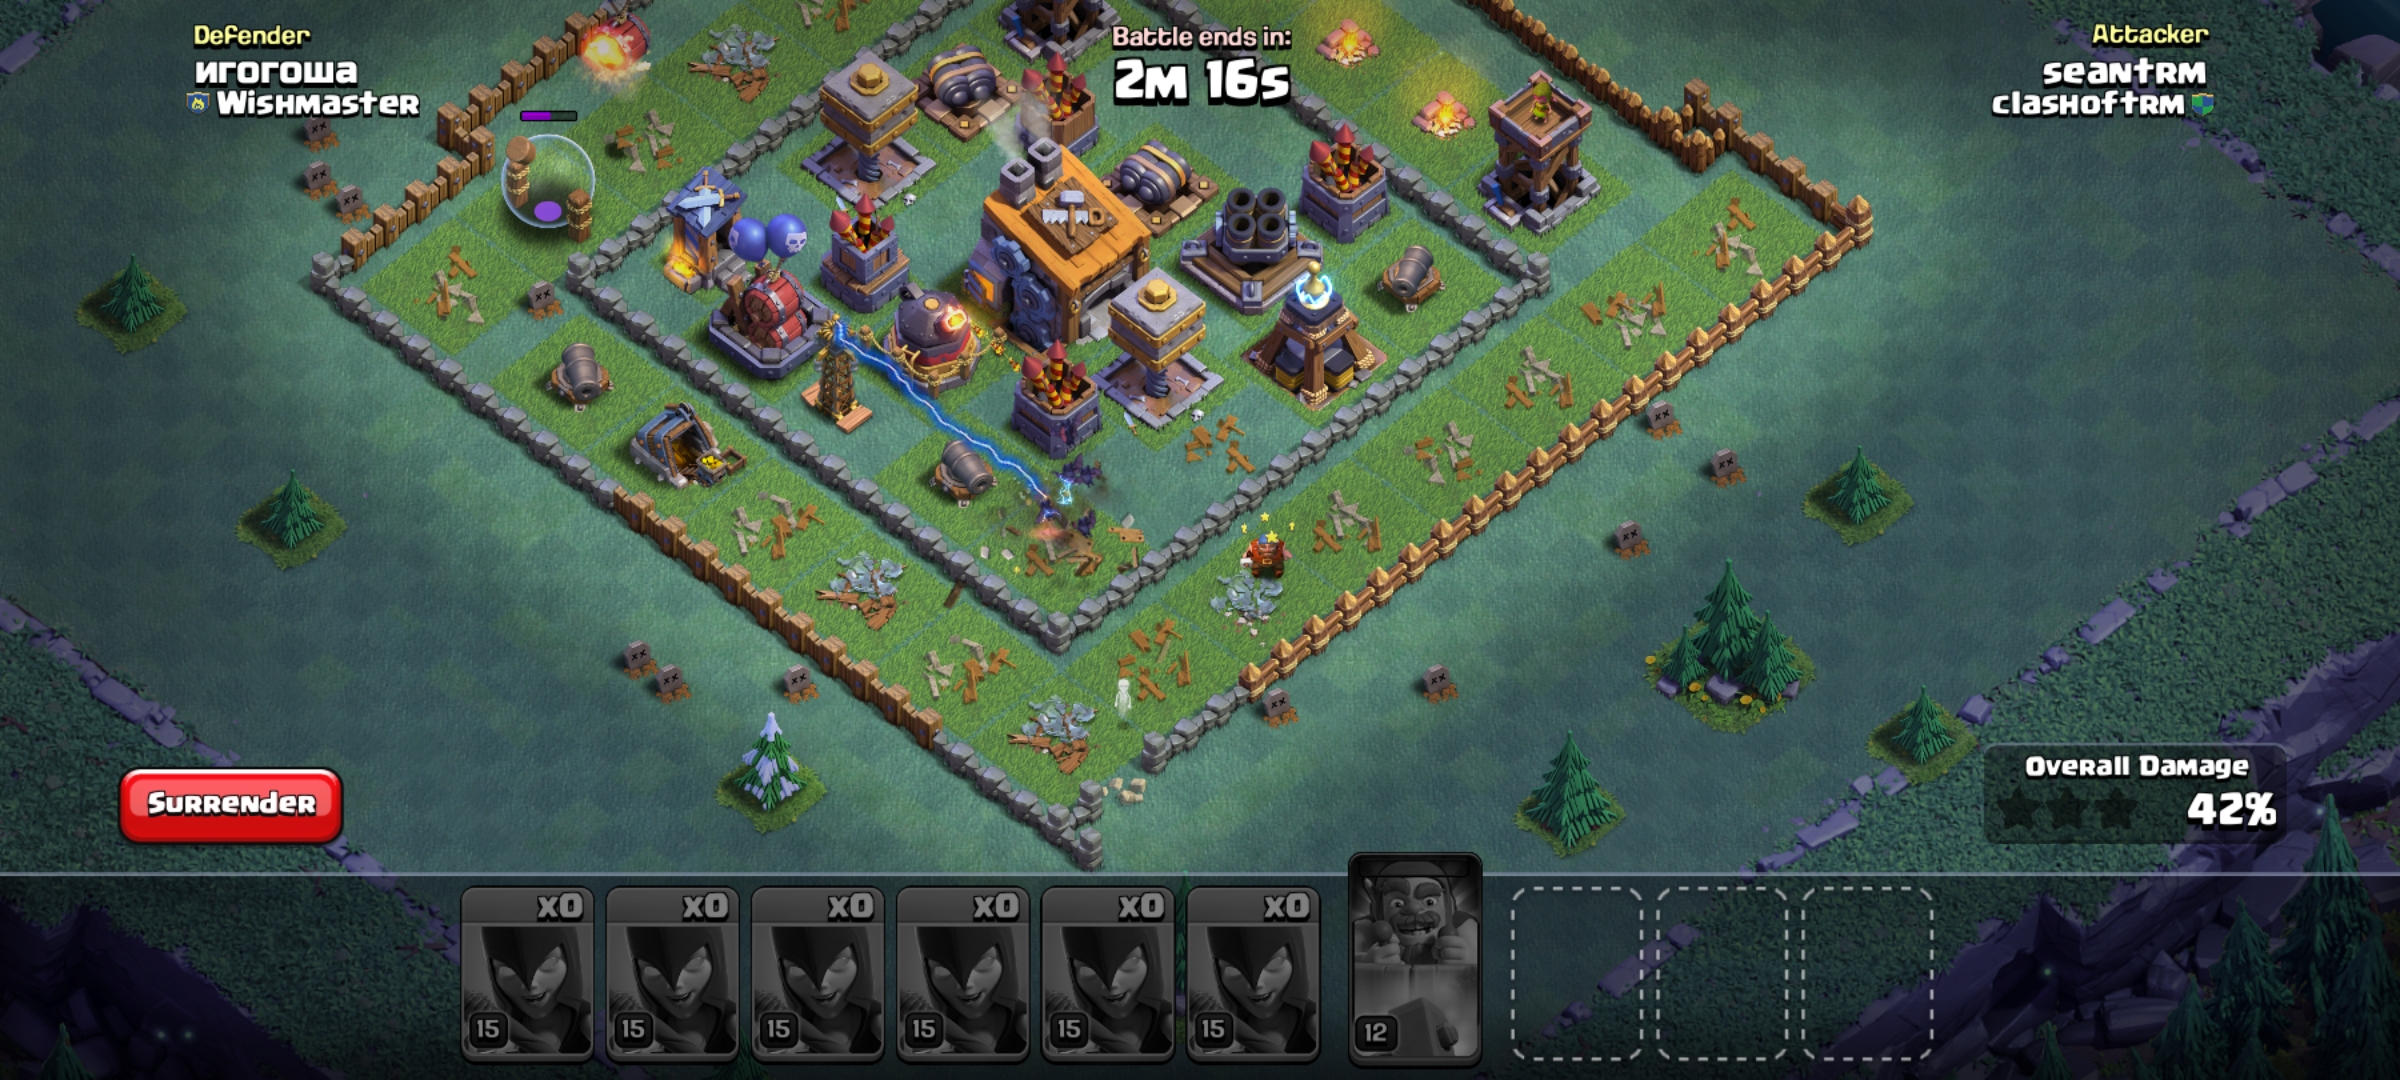 Defender
игогоша
Wishmaster
Battle ends in:
2M 16s
Attacker
seantRM
clashoftRM
Surrender
Overall Damage
42%
x0
x0
x0
x0
x0
x0
15
15
15
15
15
15
12